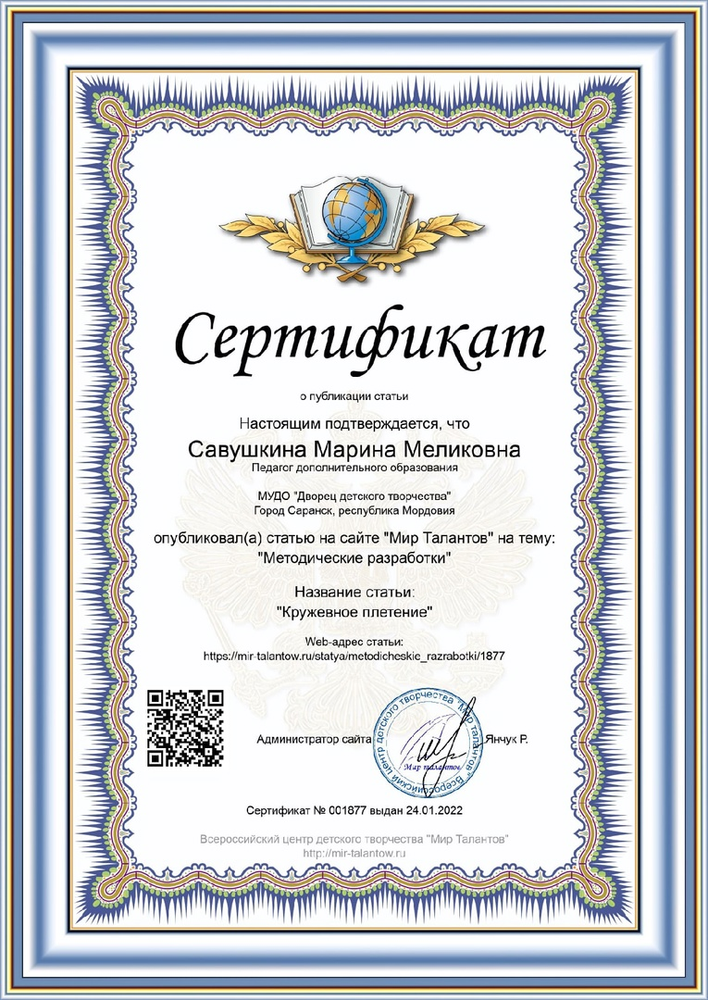 Сертификат
о публикации статьи
Настоящим подтверждается, что
Савушкина Марина Меликовна
Педагог дополнительного образования
МУДО "Дворец детского творчества"
Город Саранск, республика Мордовия
опубликовал(а) статью на сайте "Мир Талантов" на тему:
"Методические разработки"
Название статьи:
"Кружевное плетение"
Web-адрес статьи:
https://mir-talantow.ru/statya/metodicheskie_razrabotki/1877
Администратор сайта
Всероссийский центр детского творчества "Мир талантов"
Мир талантов
Янчук Р.
Сертификат № 001877 выдан 24.01.2022
Всероссийский центр детского творчества "Мир Талантов"
http://mir-talantow.ru